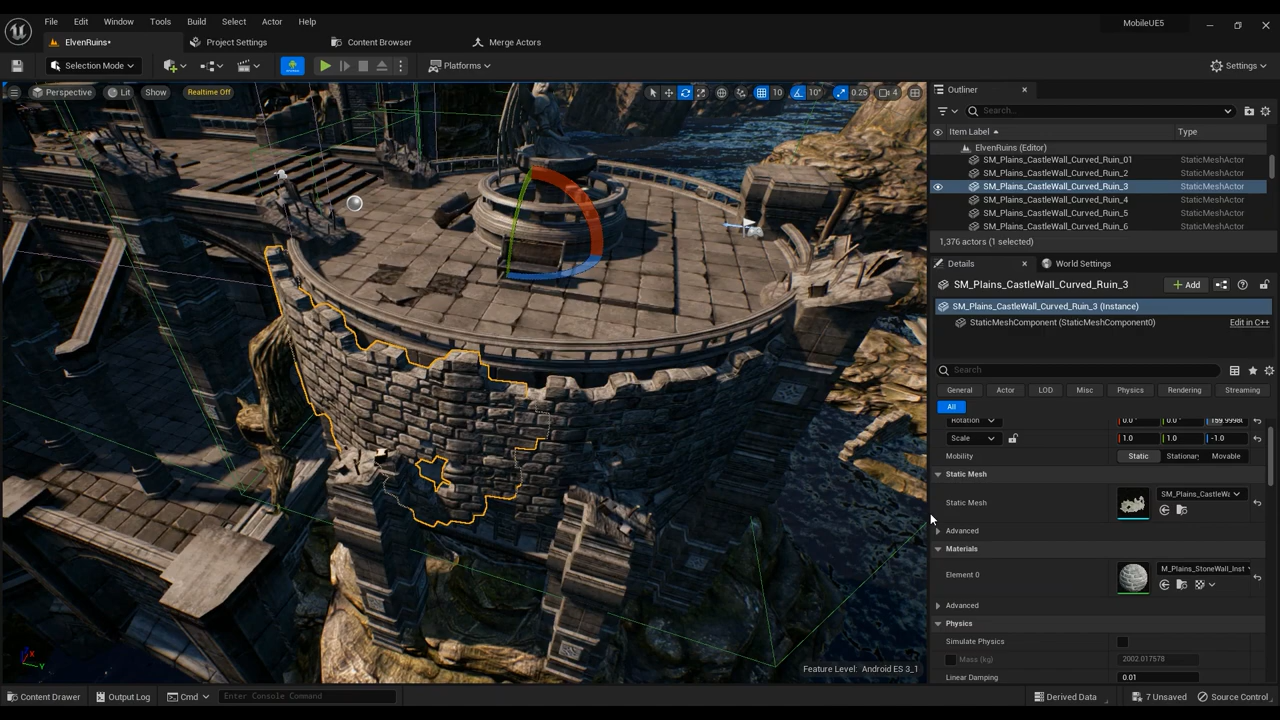 File Edit Window Tools Build Select Actor Help
MobileUE5
ElvenRuins•
Project Settings
Content Browser
Merge Actors
Selection Mode
Platforms
Settings
Perspective
Lit
Show
Realtime Off
10
10°
0.25
4
Outliner
Search...
Item Label
Type
ElvenRuins (Editor)
SM_Plains_CastleWall_Curved_Ruin_01 StaticMeshActor
SM_Plains_CastleWall_Curved_Ruin_2 StaticMeshActor
SM_Plains_CastleWall_Curved_Ruin_3 StaticMeshActor
SM_Plains_CastleWall_Curved_Ruin_4 StaticMeshActor
SM_Plains_CastleWall_Curved_Ruin_5 StaticMeshActor
SM_Plains_CastleWall_Curved_Ruin_6 StaticMeshActor
1,376 actors (1 selected)
Details
World Settings
SM_Plains_CastleWall_Curved_Ruin_3
Add
SM_Plains_CastleWall_Curved_Ruin_3 (Instance)
StaticMeshComponent (StaticMeshComponent0)
Edit in C++
Search
General Actor LOD Misc Physics Rendering Streaming
All
Rotation 0.0° 0.0°
Scale 1.0 1.0 -1.0
Mobility Static Stationary Movable
Static Mesh
Static Mesh SM_Plains_CastleWa
Advanced
Materials
Element 0 M_Plains_StoneWall_Inst
Advanced
Physics
Simulate Physics
Mass (kg) 2002.017578
Linear Damping 0.01
X
Y
Feature Level: Android ES 3_1
Content Drawer
Output Log
Cmd
Enter Console Command
Derived Data
7 Unsaved
Source Control